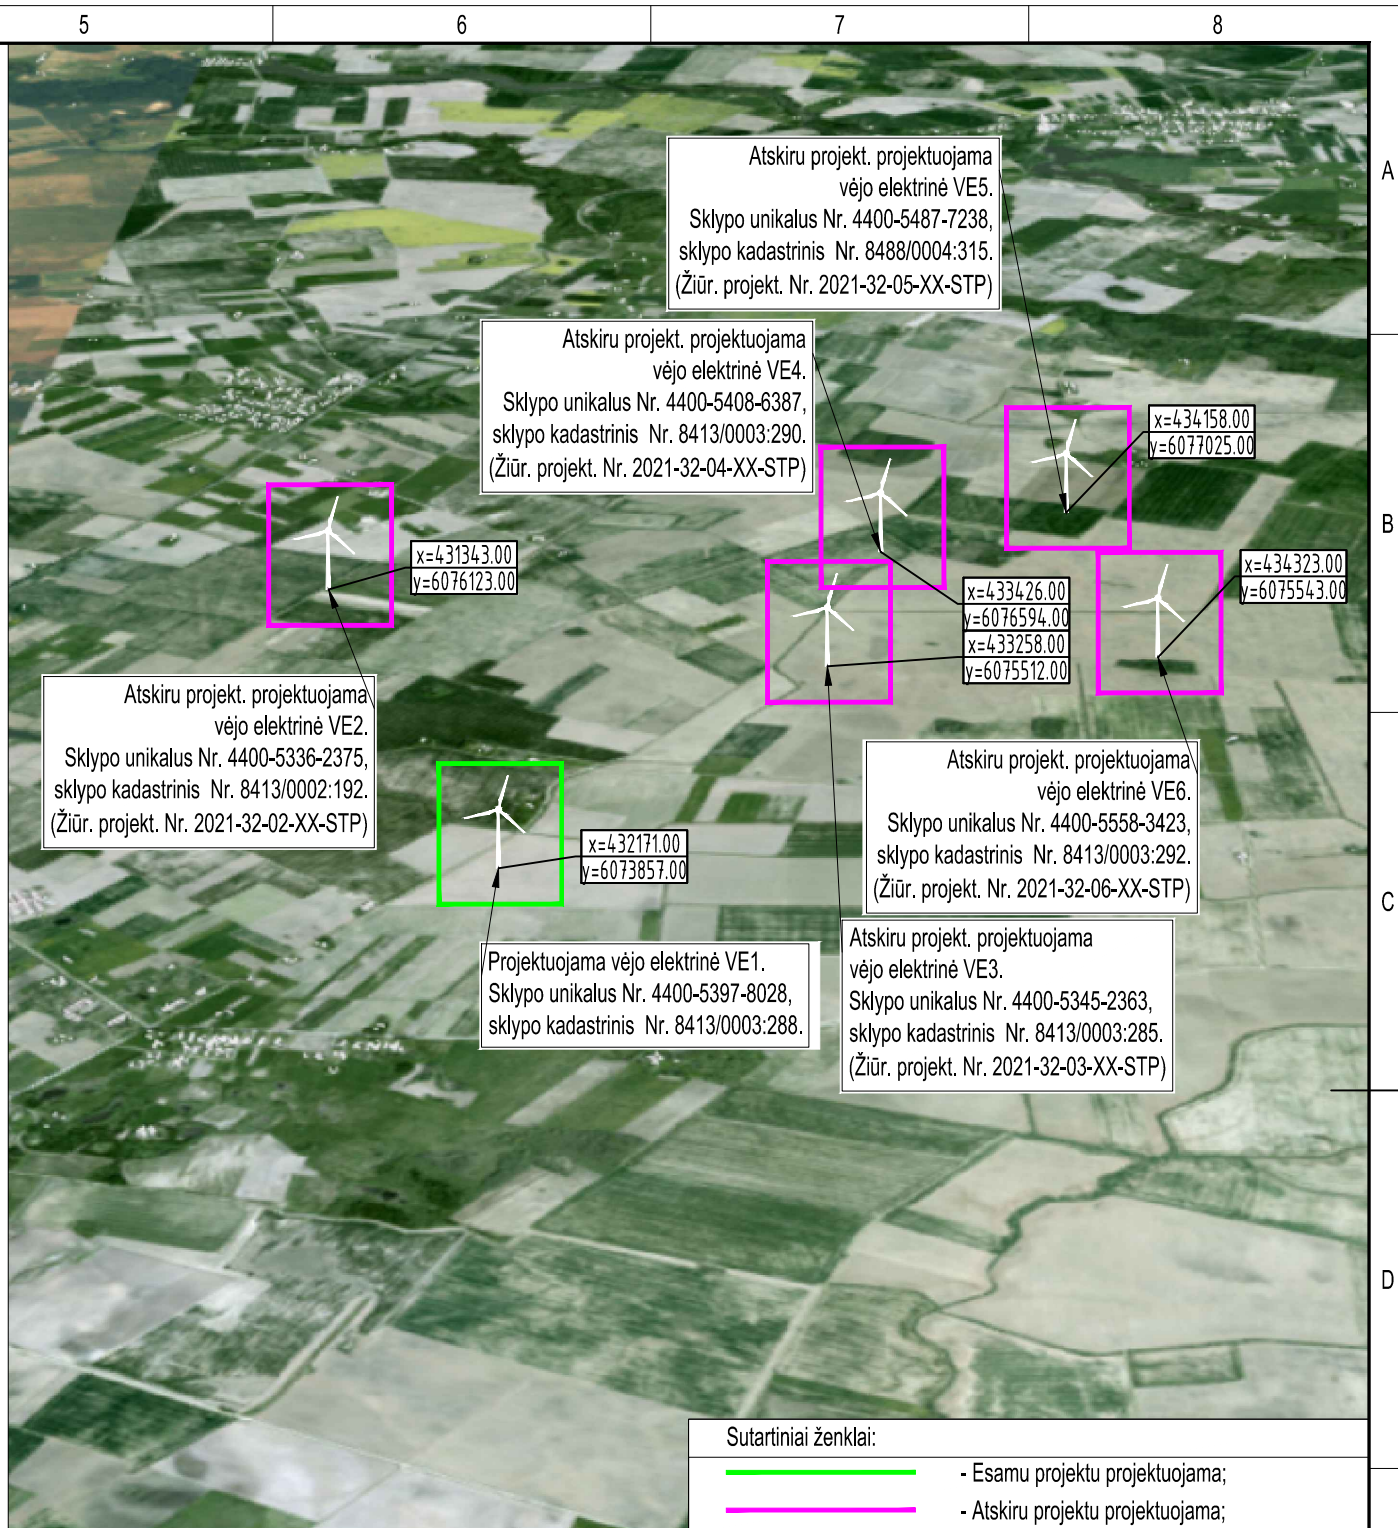 5
6
7
8
A
B
C
D
Atskiru projekt. projektuojama
vėjo elektrinė VE5.
Sklypo unikalus Nr. 4400-5487-7238,
sklypo kadastrinis Nr. 8488/0004:315.
(Žiūr. projekt. Nr. 2021-32-05-XX-STP)
Atskiru projekt. projektuojama
vėjo elektrinė VE4.
Sklypo unikalus Nr. 4400-5408-6387,
sklypo kadastrinis Nr. 8413/0003:290.
(Žiūr. projekt. Nr. 2021-32-04-XX-STP)
x=434158.00
y=6077025.00
x=431343.00
y=6076123.00
x=433426.00
y=6076594.00
x=433258.00
y=6075512.00
x=434323.00
y=6075543.00
Atskiru projekt. projektuojama
vėjo elektrinė VE2.
Sklypo unikalus Nr. 4400-5336-2375,
sklypo kadastrinis Nr. 8413/0002:192.
(Žiūr. projekt. Nr. 2021-32-02-XX-STP)
Atskiru projekt. projektuojama
vėjo elektrinė VE6.
Sklypo unikalus Nr. 4400-5558-3423,
sklypo kadastrinis Nr. 8413/0003:292.
(Žiūr. projekt. Nr. 2021-32-06-XX-STP)
x=432171.00
y=6073857.00
Projektuojama vėjo elektrinė VE1.
Sklypo unikalus Nr. 4400-5397-8028,
sklypo kadastrinis Nr. 8413/0003:288.
Atskiru projekt. projektuojama
vėjo elektrinė VE3.
Sklypo unikalus Nr. 4400-5345-2363,
sklypo kadastrinis Nr. 8413/0003:285.
(Žiūr. projekt. Nr. 2021-32-03-XX-STP)
Sutartiniai ženklai:
- Esamu projektu projektuojama;
- Atskiru projektu projektuojama;